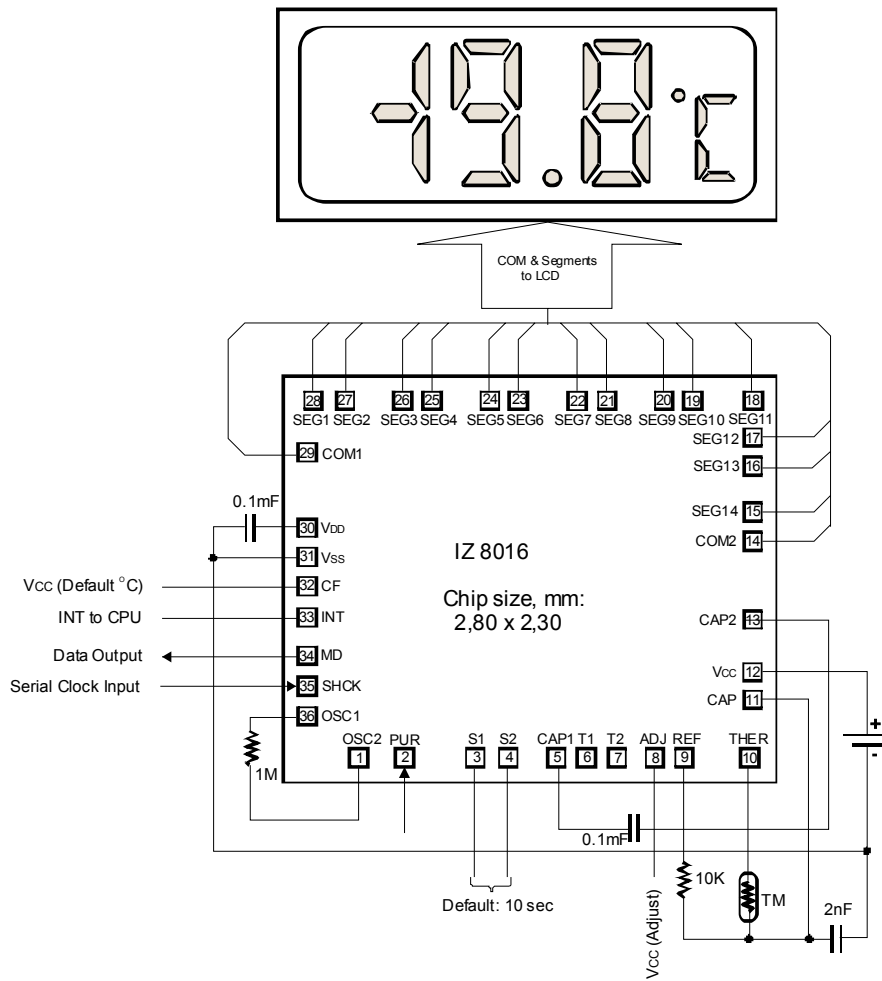 -19.8°C
COM & Segments
to LCD
28 27 26 25 24 23 22 21 20 19 18
SEG1 SEG2 SEG3 SEG4 SEG5 SEG6 SEG7 SEG8 SEG9 SEG10 SEG11
SEG12 17
29 COM1
SEG13 16
0.1mF
SEG14 15
30 VDD
COM2 14
31 VSS
IZ 8016
Vcc (Default °C)
32 CF
Chip size, mm:
2,80 x 2,30
INT to CPU
33 INT
CAP2 13
Data Output
34 MD
Vcc 12
Serial Clock Input
35 SHCK
CAP 11
36 OSC1
+
-
OSC2 PUR S1 S2 CAP1 T1 T2 ADJ REF THER
1 2 3 4 5 6 7 8 9 10
1M
0.1mF
10K
TM
2nF
Default: 10 sec
Vcc (Adjust)